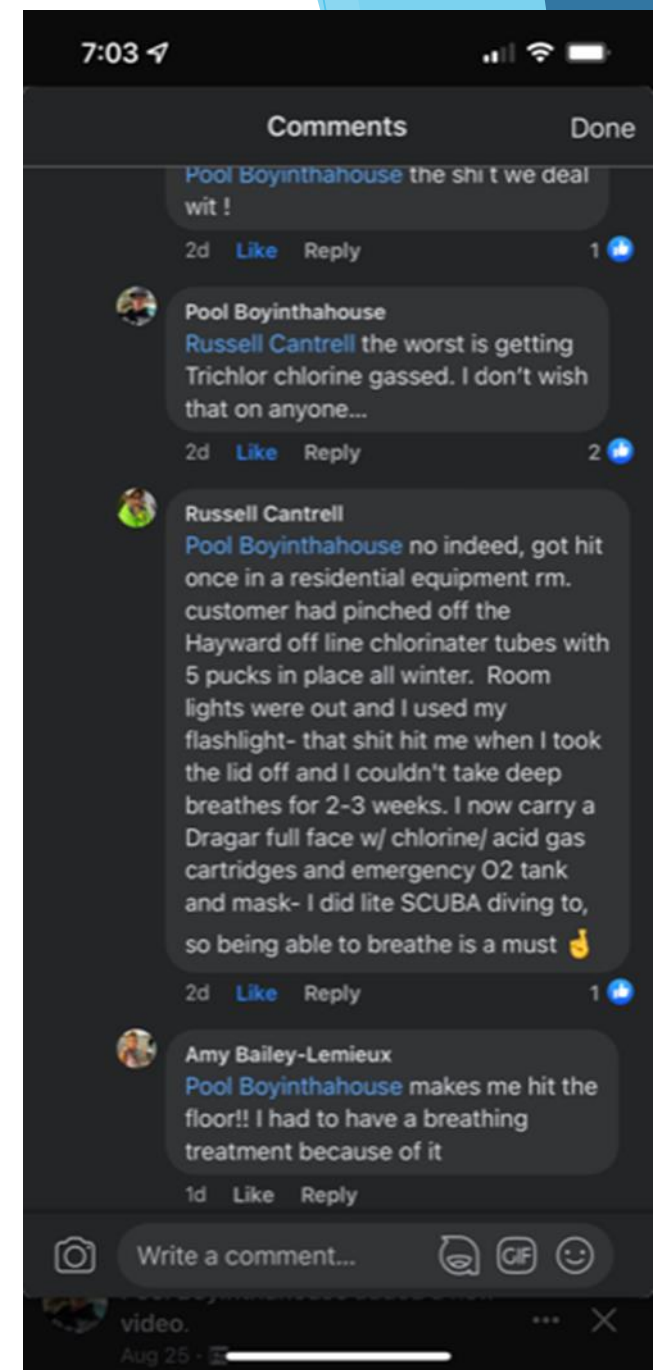 7:03
Comments
Done
Pool Boyinthahouse the shi t we deal
wit !
2d Like Reply 1
Pool Boyinthahouse
Russell Cantrell the worst is getting
Trichlor chlorine gassed. I don't wish
that on anyone...
2d Like Reply 2
Russell Cantrell
Pool Boyinthahouse no indeed, got hit
once in a residential equipment rm.
customer had pinched off the
Hayward off line chlorinater tubes with
5 pucks in place all winter. Room
lights were out and I used my
flashlight- that shit hit me when I took
the lid off and I couldn't take deep
breathes for 2-3 weeks. I now carry a
Dragar full face w/ chlorine/ acid gas
cartridges and emergency O2 tank
and mask- I did lite SCUBA diving to,
so being able to breathe is a must 🤞
2d Like Reply 1
Amy Bailey-Lemieux
Pool Boyinthahouse makes me hit the
floor!! I had to have a breathing
treatment because of it
1d Like Reply
Write a comment...
GIF
video.
Aug 25